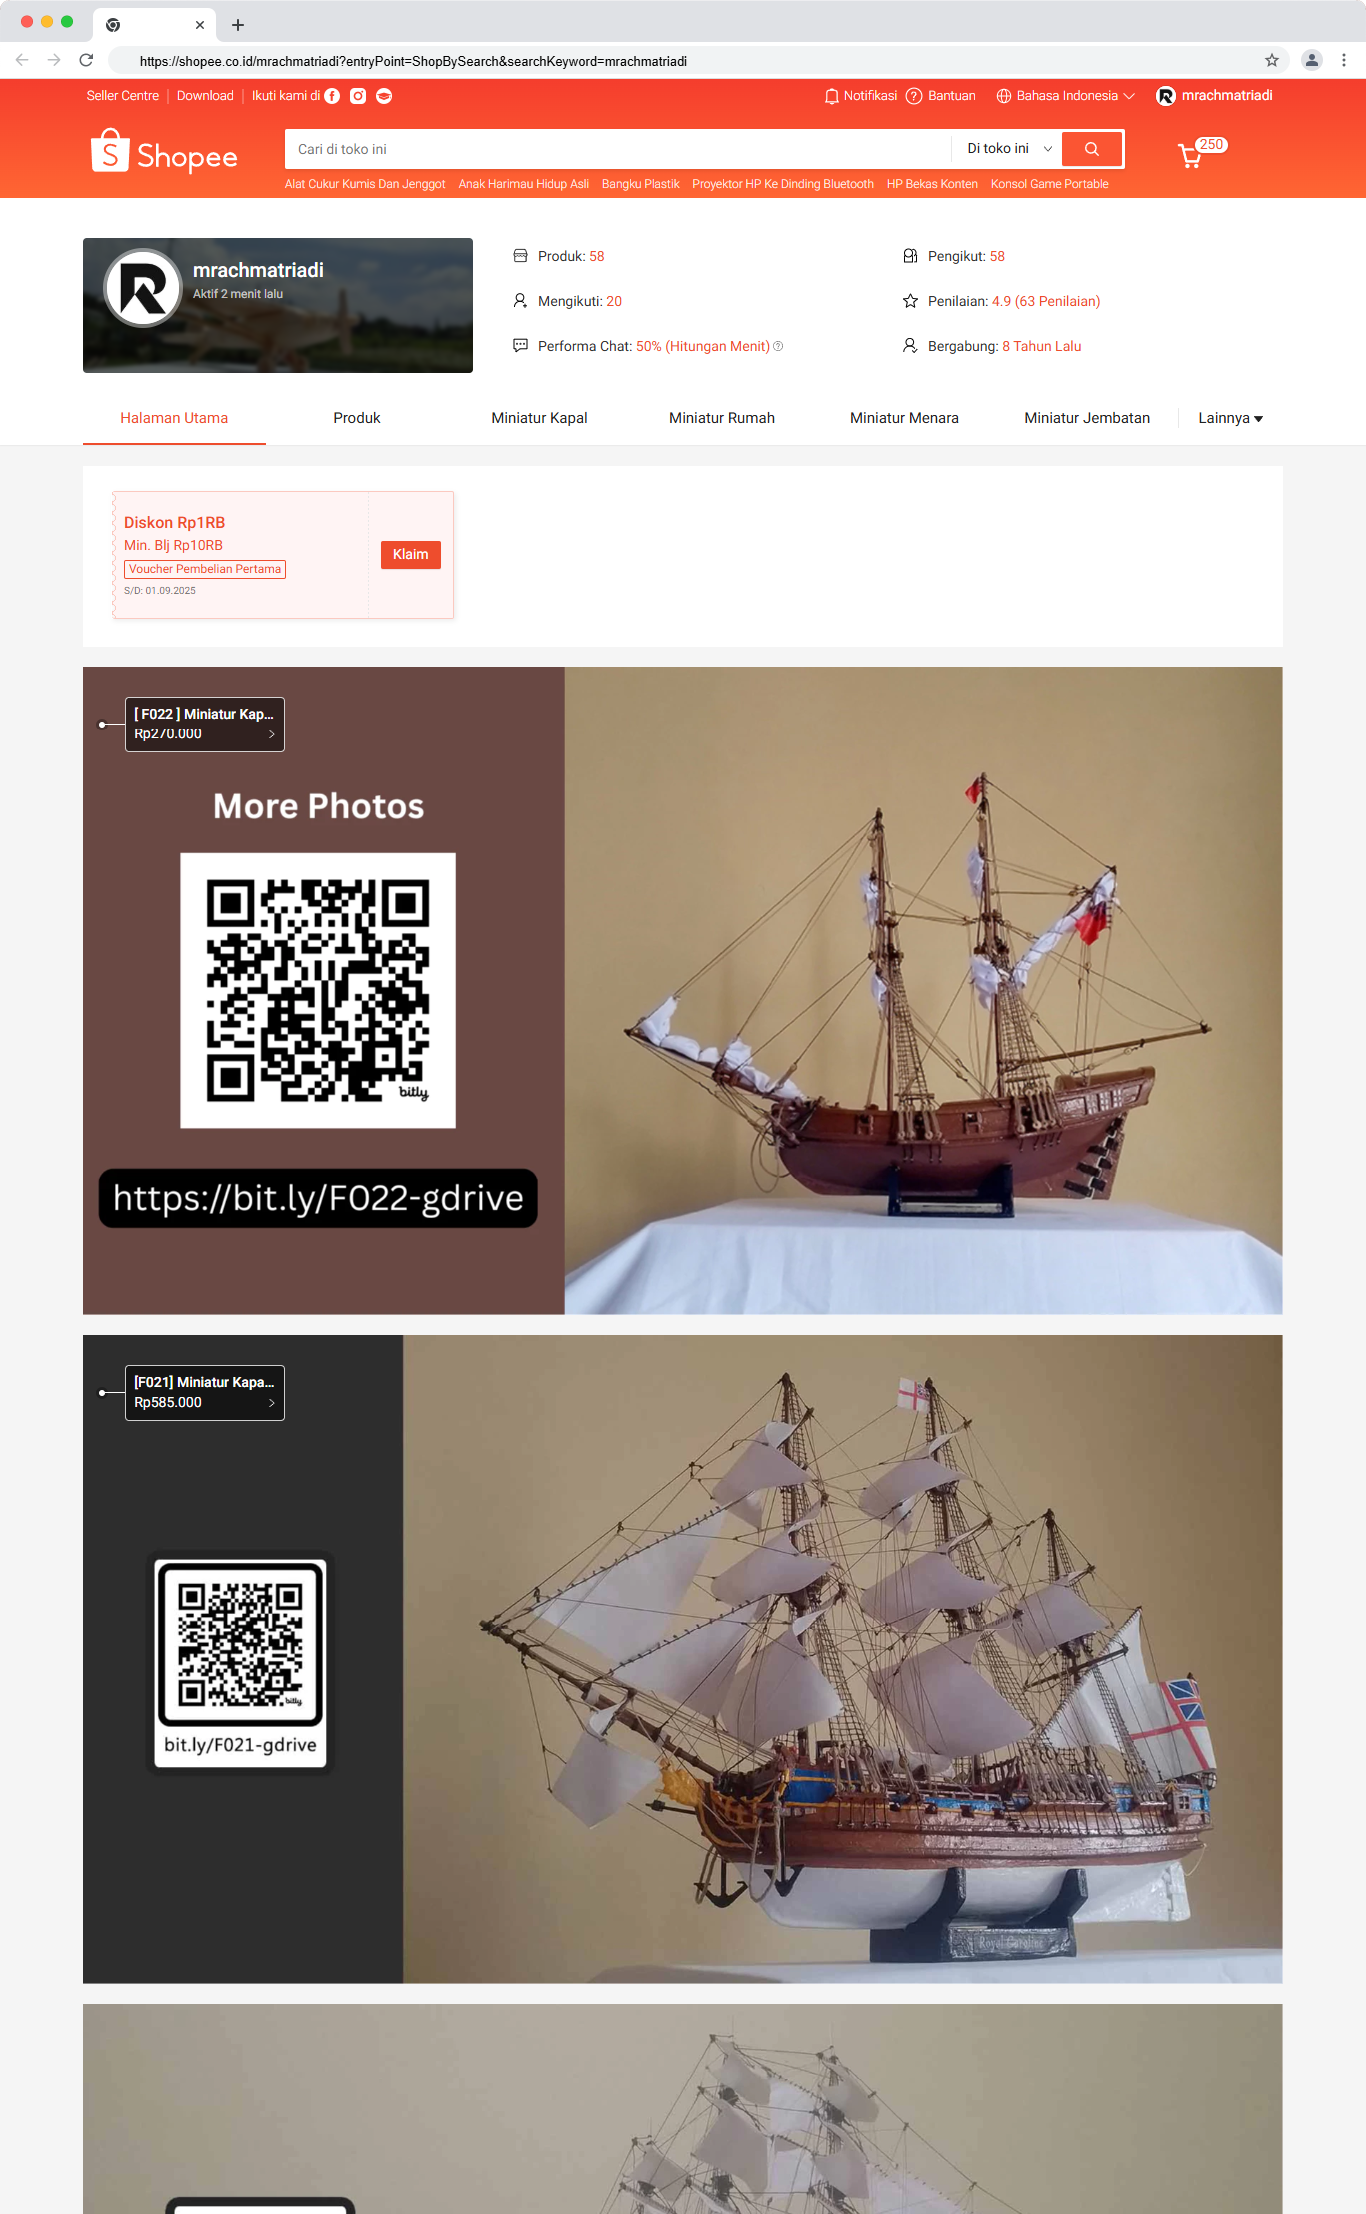 https://shopee.co.id/mrachmatriadi?entryPoint=ShopBySearch&searchKeyword=mrachmatriadi
Seller Centre Download Ikuti kami di Notifikasi Bantuan Bahasa Indonesia mrachmatriadi
Shopee Cari di toko ini Di toko ini 250
Alat Cukur Kumis Dan Jenggot Anak Harimau Hidup Asli Bangku Plastik Proyektor HP Ke Dinding Bluetooth HP Bekas Konten Konsol Game Portable
mrachmatriadi
Aktif 2 menit lalu
Produk: 58
Pengikut: 58
Mengikuti: 20
Penilaian: 4.9 (63 Penilaian)
Performa Chat: 50% (Hitungan Menit)
Bergabung: 8 Tahun Lalu
Halaman Utama Produk Miniatur Kapal Miniatur Rumah Miniatur Menara Miniatur Jembatan Lainnya
Diskon Rp1RB
Min. Blj Rp10RB
Voucher Pembelian Pertama
S/D: 01.09.2025
Klaim
[ F022 ] Miniatur Kap...
Rp270.000
More Photos
bitly
https://bit.ly/F022-gdrive
[F021] Miniatur Kapa...
Rp585.000
bitly
bit.ly/F021-gdrive
Royal Caroline